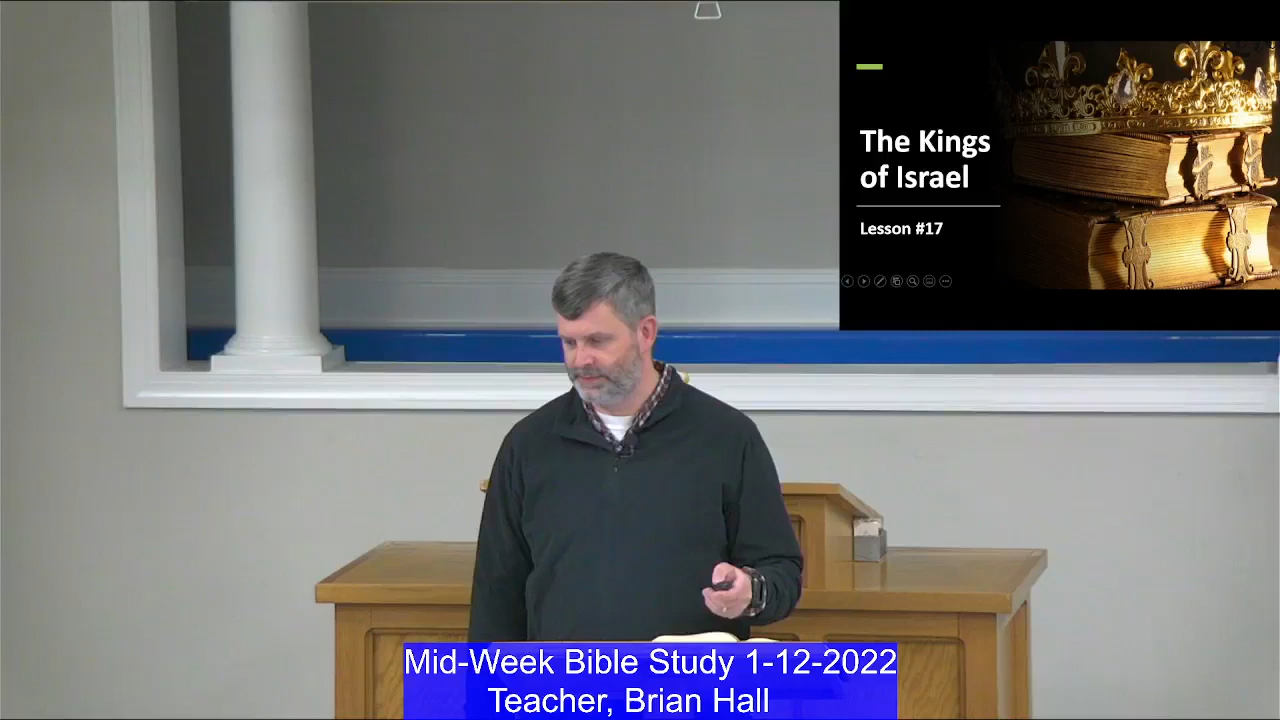 The Kings
of Israel
Lesson #17
Mid-Week Bible Study 1-12-2022
Teacher, Brian Hall